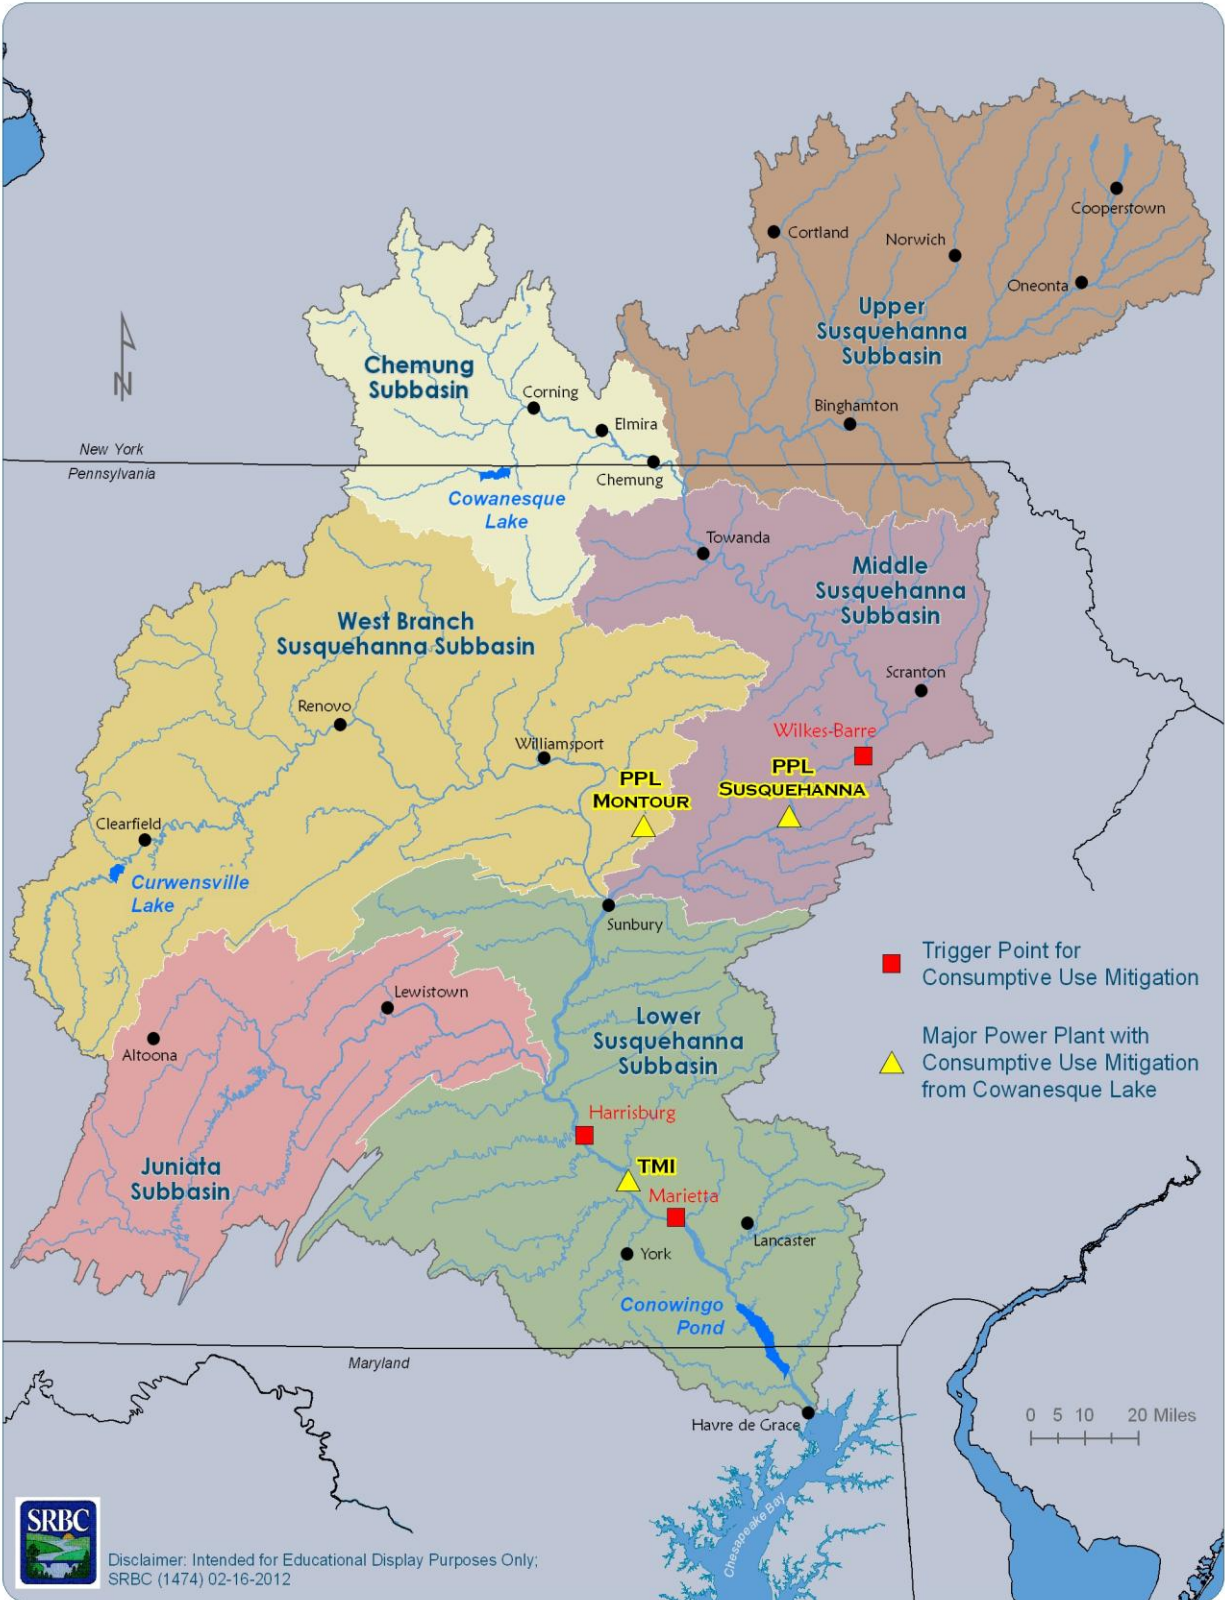 Cooperstown
Cortland
Norwich
Oneonta
Upper
Susquehanna
Subbasin
Chemung
Subbasin
Corning
Binghamton
Elmira
N
New York
Pennsylvania
Chemung
Cowanesque
Lake
Towanda
Middle
Susquehanna
Subbasin
West Branch
Susquehanna Subbasin
Scranton
Renovo
Wilkes-Barre
Williamsport
PPL
MONTOUR
PPL
SUSQUEHANNA
Clearfield
Curwensville
Lake
Sunbury
Trigger Point for
Consumptive Use Mitigation
Lewistown
Lower
Susquehanna
Subbasin
Altoona
Major Power Plant with
Consumptive Use Mitigation
from Cowanesque Lake
Harrisburg
Juniata
Subbasin
TMI
Marietta
Lancaster
York
Conowingo
Pond
Maryland
Havre de Grace
0 5 10 20 Miles
Chesapeake Bay
SRBC
Disclaimer: Intended for Educational Display Purposes Only;
SRBC (1474) 02-16-2012